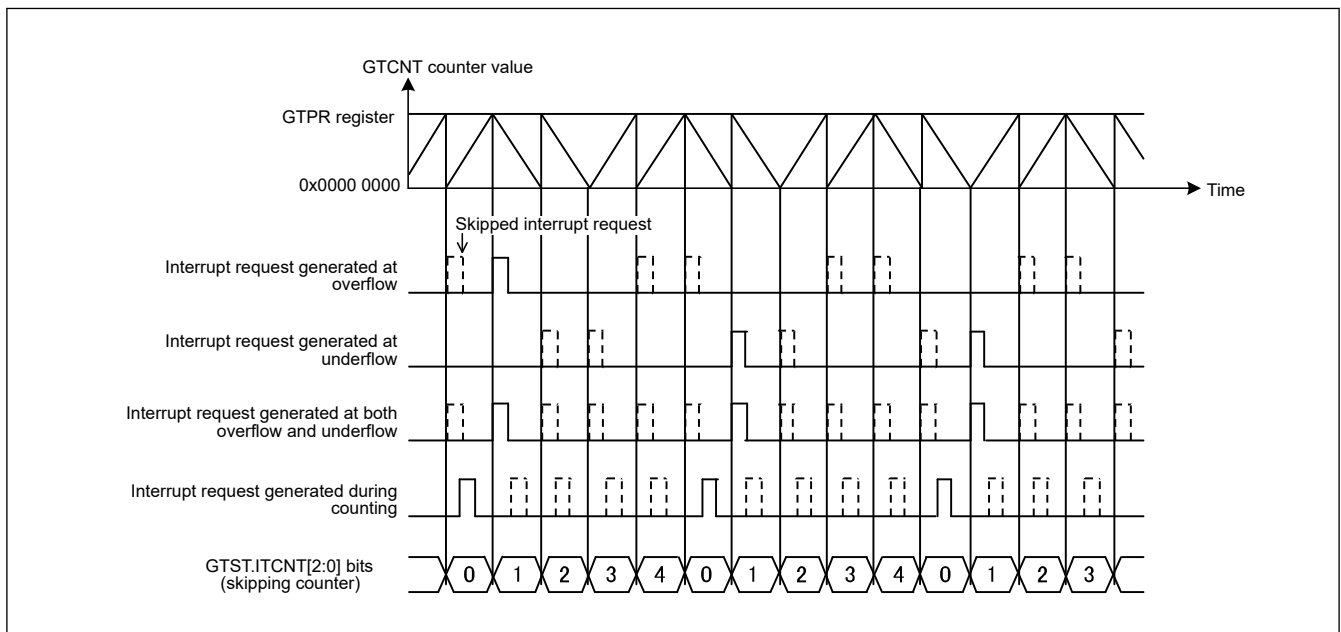 GTCNT counter value
GTPR register
0x0000 0000
Time
Skipped interrupt request
Interrupt request generated at
overflow
Interrupt request generated at
underflow
Interrupt request generated at both
overflow and underflow
Interrupt request generated during
counting
GTST.ITCNT[2:0] bits
(skipping counter)
0 1 2 3 4 0 1 2 3 4 0 1 2 3